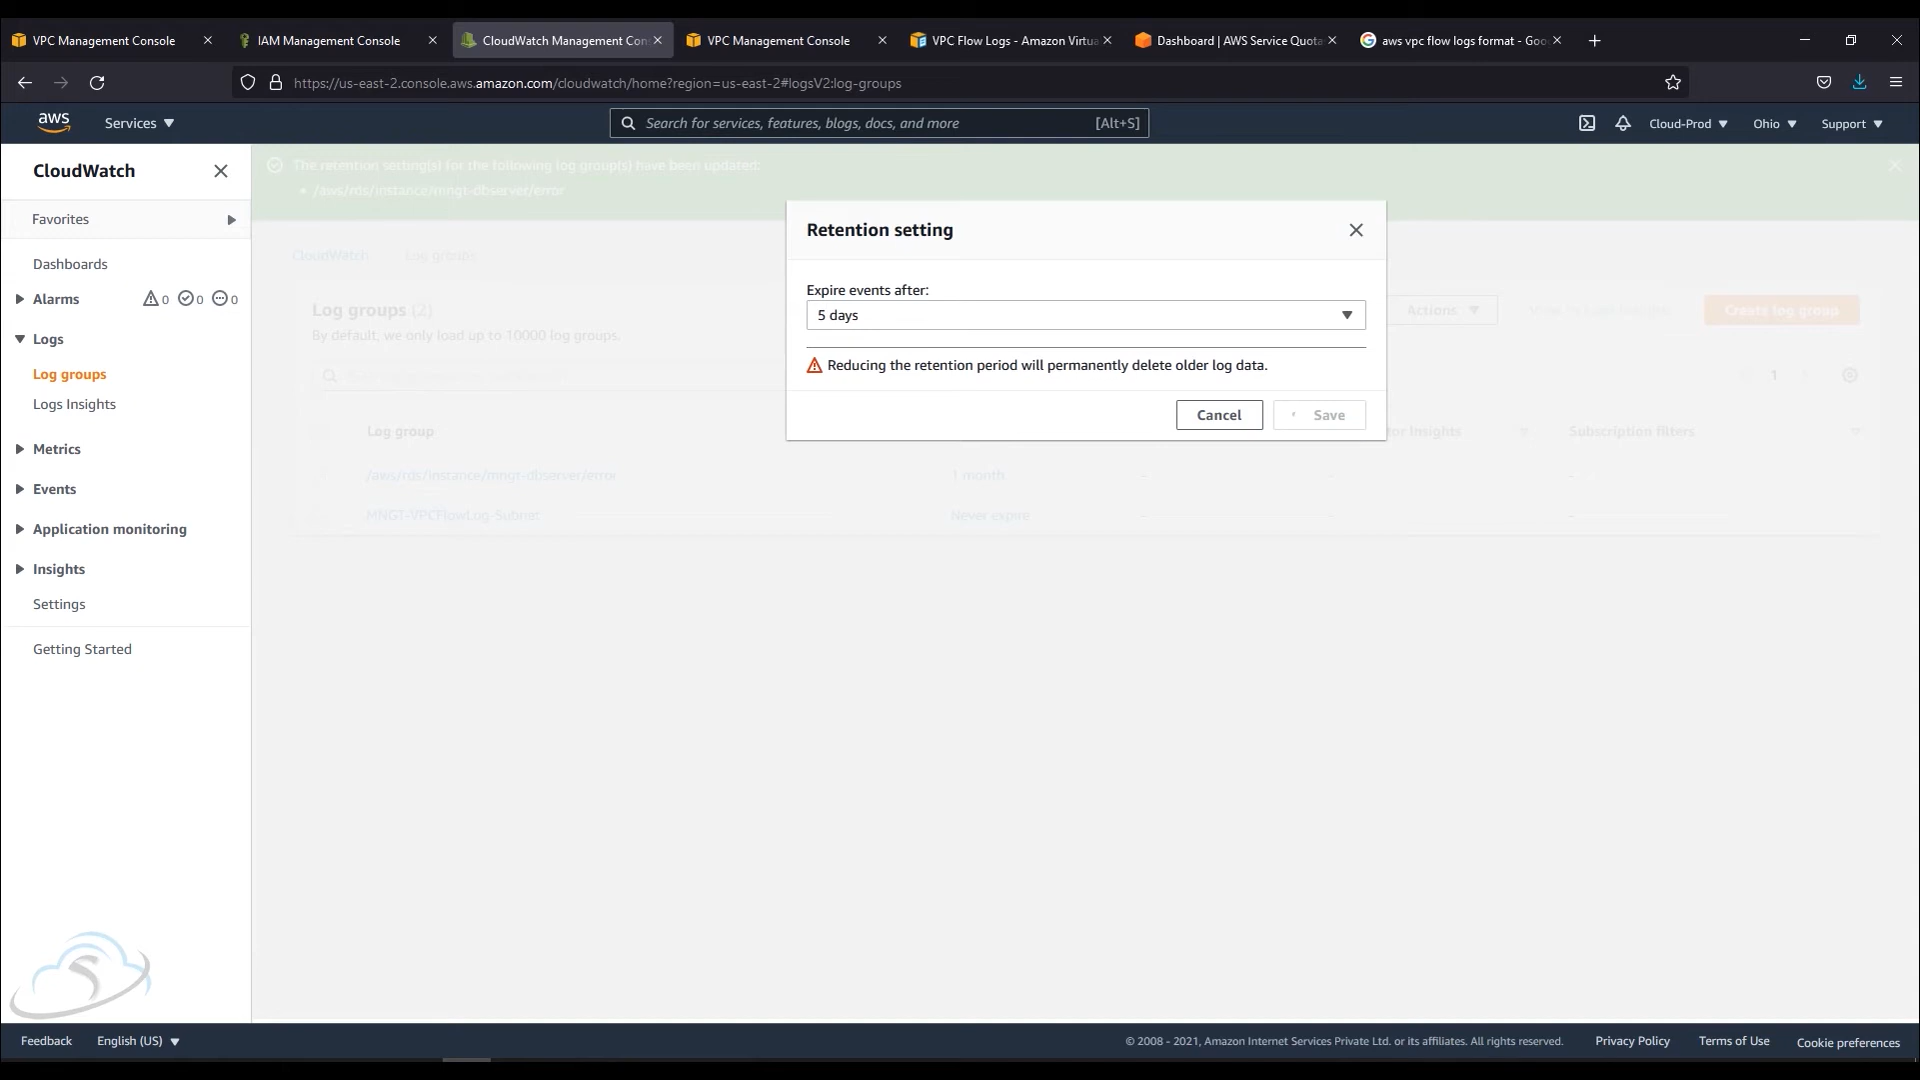 VPC Management Console
IAM Management Console
CloudWatch Management Con
VPC Management Console
VPC Flow Logs - Amazon Virtua
Dashboard | AWS Service Quota
aws vpc flow logs format - Goo
https://us-east-2.console.aws.amazon.com/cloudwatch/home?region=us-east-2#logsV2:log-groups
aws
Services
Search for services, features, blogs, docs, and more
[Alt+S]
Cloud-Prod
Ohio
Support
CloudWatch
Favorites
Dashboards
Alarms
0
0
0
Logs
Log groups
Logs Insights
Metrics
Events
Application monitoring
Insights
Settings
Getting Started
The retention setting(s) for the following log group(s) have been updated:
• /aws/rds/instance/mngt-dbserver/error
CloudWatch
Log groups
Log groups (2)
By default, we only load up to 10000 log groups.
Actions
Create log group
1
Log group
or Insights
Subscription filters
/aws/rds/instance/mngt-dbserver/error
1 month
–
–
–
MNGT-VPCFlowLog-Subnet
Never expire
–
–
–
Retention setting
Expire events after:
5 days
Reducing the retention period will permanently delete older log data.
Cancel
Save
Feedback
English (US)
© 2008 - 2021, Amazon Internet Services Private Ltd. or its affiliates. All rights reserved.
Privacy Policy
Terms of Use
Cookie preferences